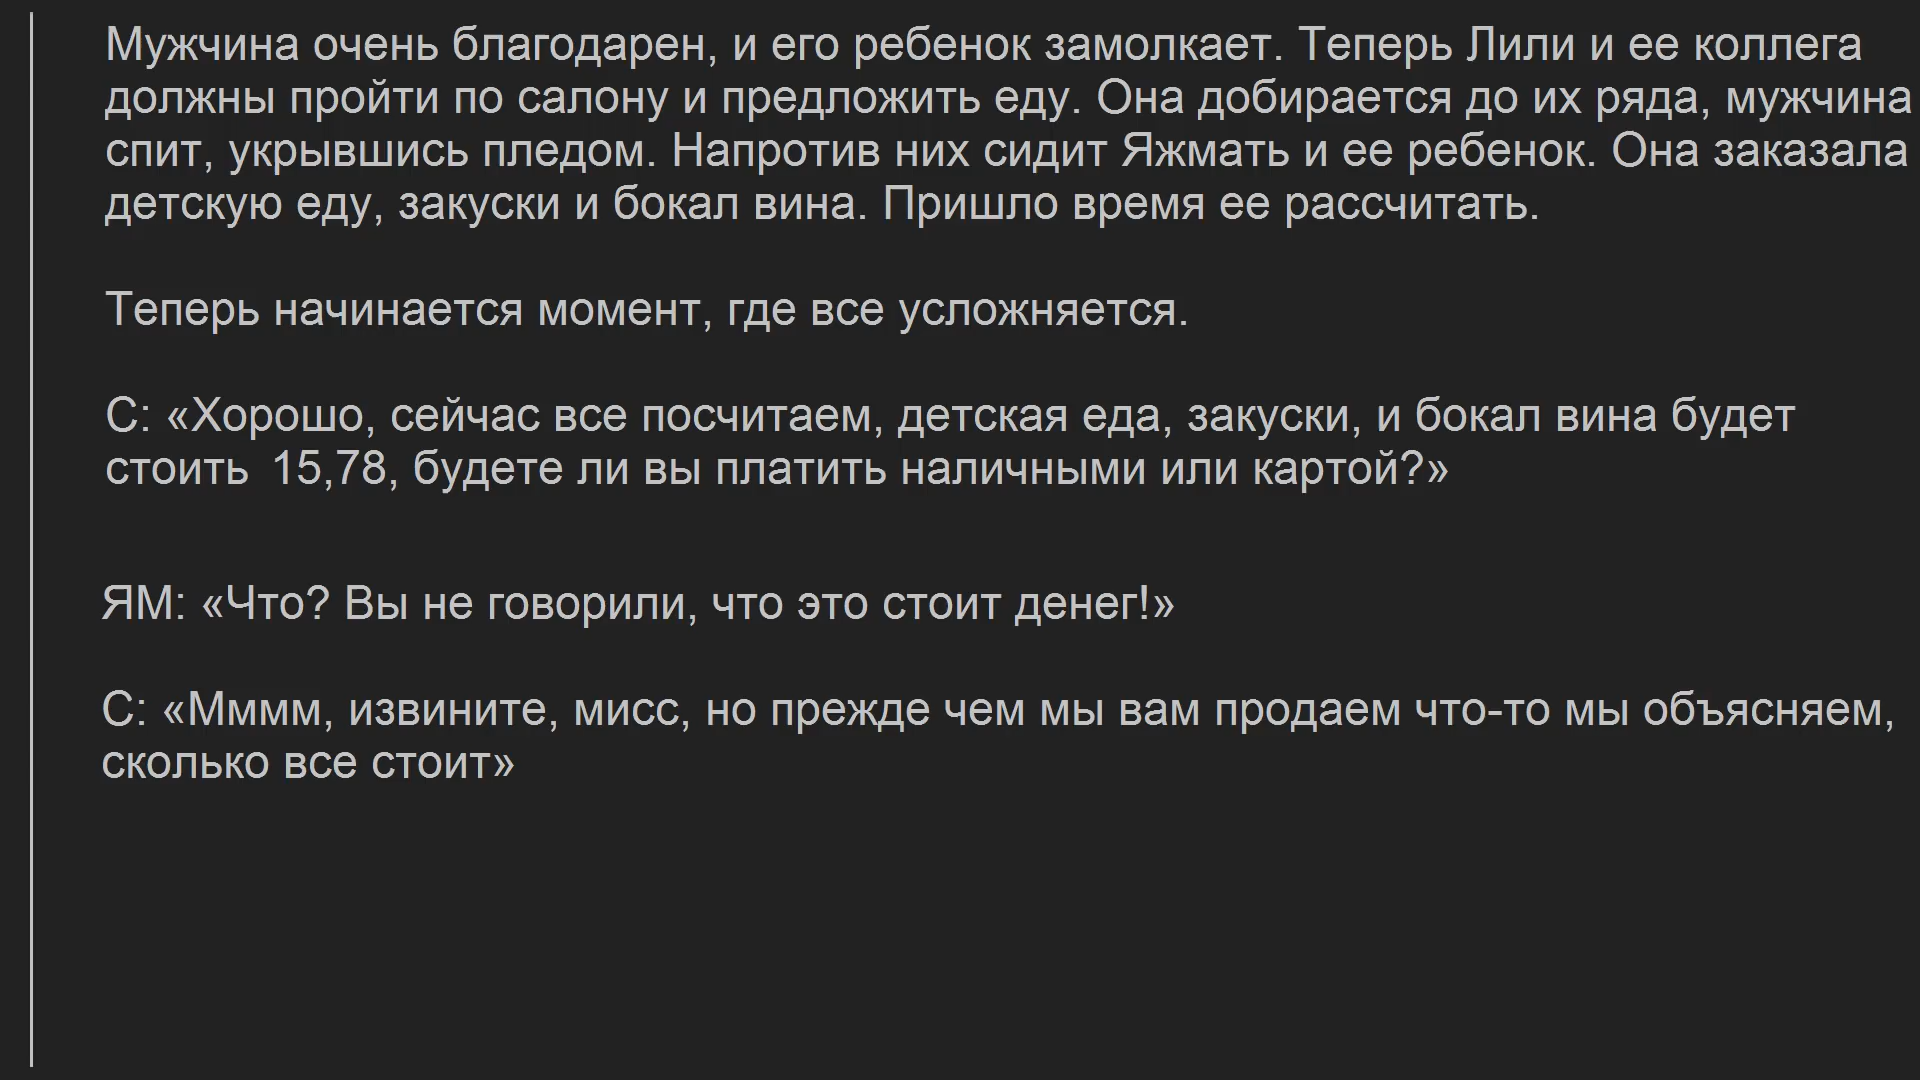 Мужчина очень благодарен, и его ребенок замолкает. Теперь Лили и ее коллега
должны пройти по салону и предложить еду. Она добирается до их ряда, мужчина
спит, укрывшись пледом. Напротив них сидит Яжмать и ее ребенок. Она заказала
детскую еду, закуски и бокал вина. Пришло время ее рассчитать.
Теперь начинается момент, где все усложняется.
С: «Хорошо, сейчас все посчитаем, детская еда, закуски, и бокал вина будет
стоить 15,78, будете ли вы платить наличными или картой?»
ЯМ: «Что? Вы не говорили, что это стоит денег!»
С: «Мммм, извините, мисс, но прежде чем мы вам продаем что-то мы объясняем,
сколько все стоит»